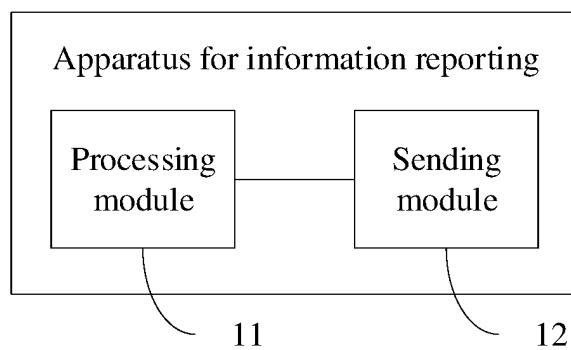 Apparatus for information reporting
Processing
module
Sending
module
11
12